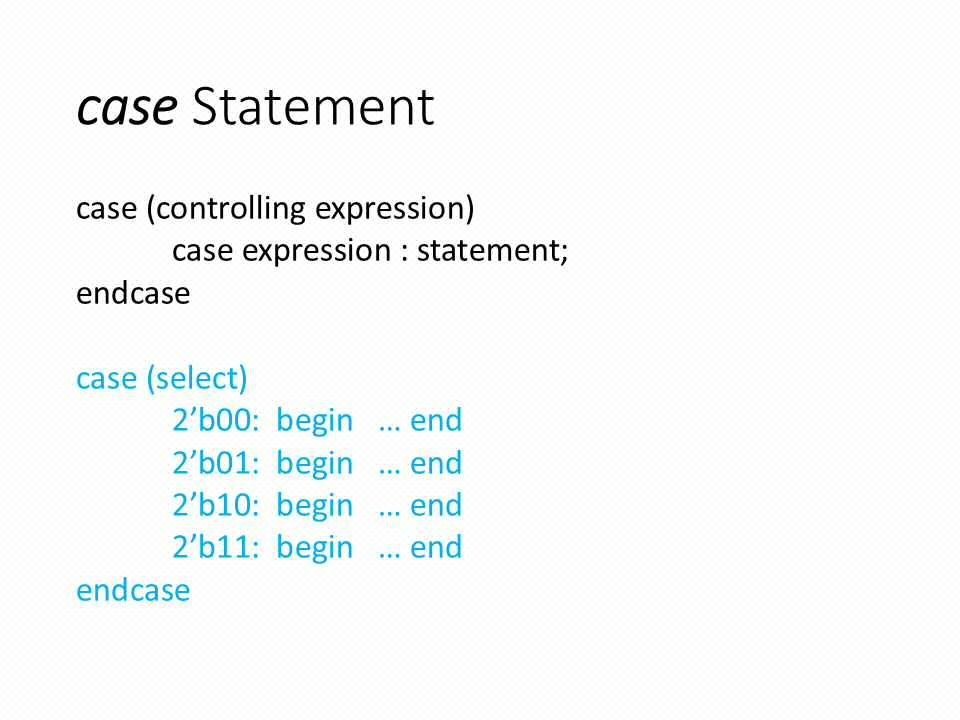 case Statement
case (controlling expression)
case expression : statement;
endcase
case (select)
2’b00: begin … end
2’b01: begin … end
2’b10: begin … end
2’b11: begin … end
endcase